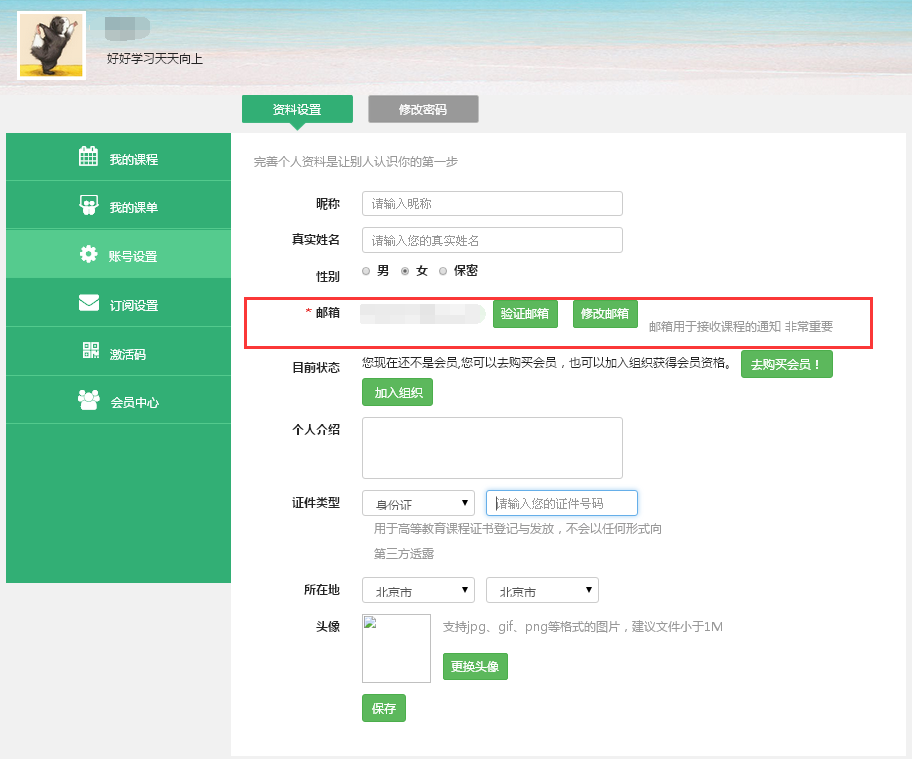 好好学习天天向上
资料设置 修改密码
我的课程
我的课单
账号设置
订阅设置
激活码
会员中心
完善个人资料是让别人认识你的第一步
昵称 请输入昵称
真实姓名 请输入您的真实姓名
性别 男 女 保密
* 邮箱 验证邮箱 修改邮箱 邮箱用于接收课程的通知 非常重要
目前状态 您现在还不是会员,您可以去购买会员，也可以加入组织获得会员资格。 去购买会员！
加入组织
个人介绍
证件类型 身份证 请输入您的证件号码
用于高等教育课程证书登记与发放，不会以任何形式向
第三方透露
所在地 北京市 北京市
头像 支持jpg、gif、png等格式的图片，建议文件小于1M
更换头像
保存